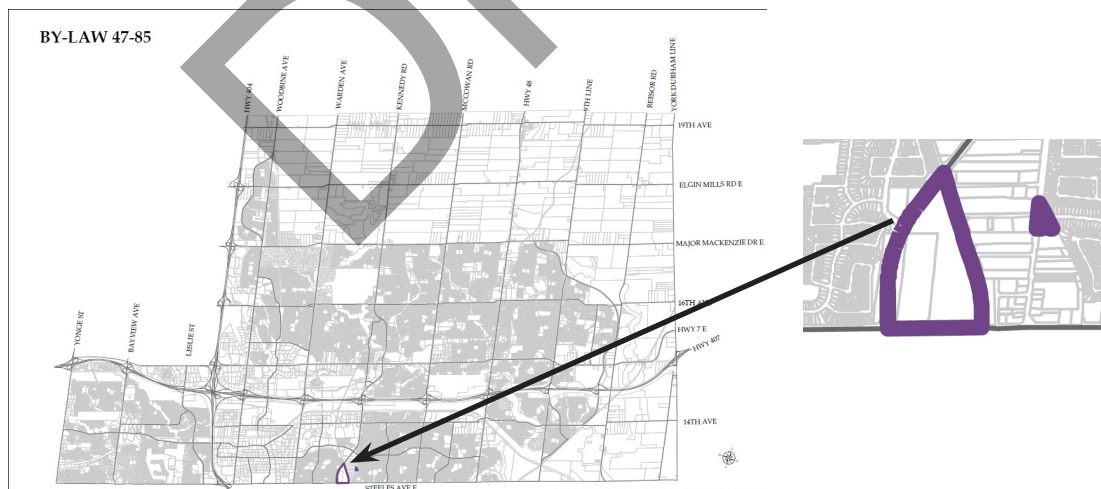 BY-LAW 47-85
HWY 404
WOODBINE AVE
WARDEN AVE
KENNEDY RD
MCCOWAN RD
HWY 48
9TH LINE
REESOR RD
YORK DURHAM LINE
19TH AVE
ELGIN MILLS RD E
MAJOR MACKENZIE DR E
16TH AVE
YONGE ST
BAYVIEW AVE
LESLIE ST
HWY 7 E
HWY 407
14TH AVE
STEELES AVE E